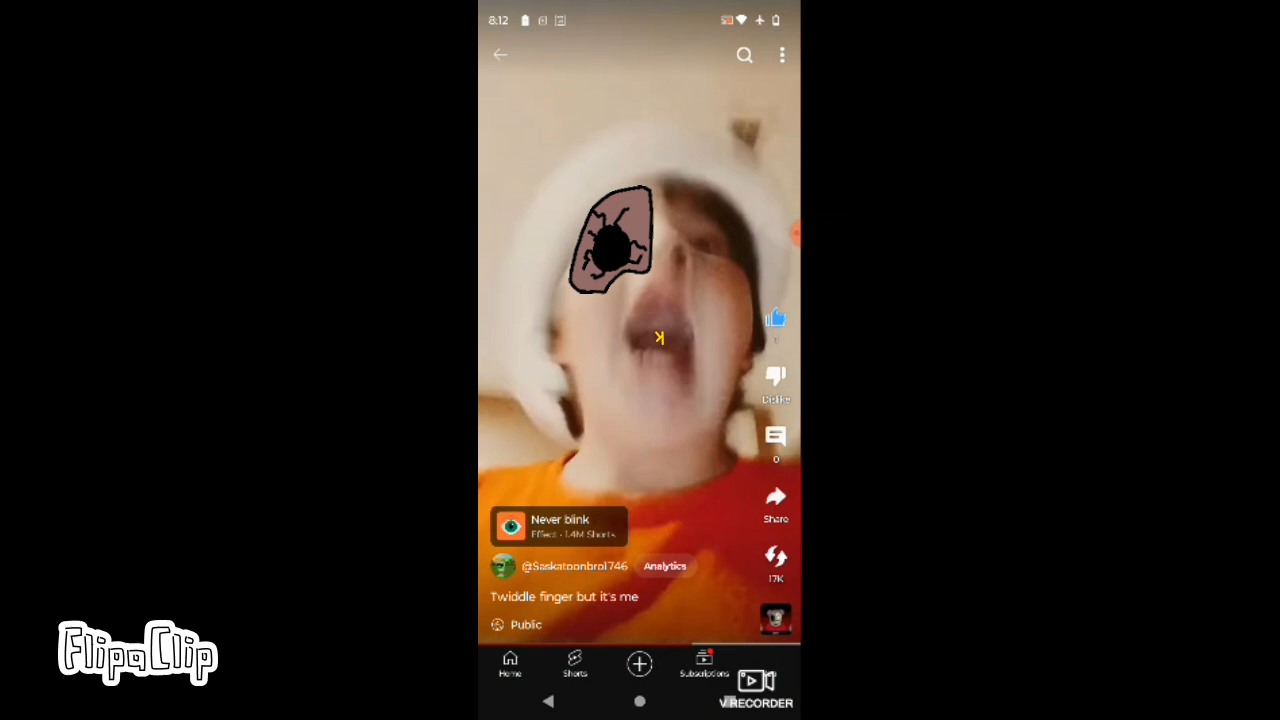 8:12
K
1
Dislike
0
Share
17K
Never blink
Effect · 1.4M Shorts
@Saskatoonbro1746 Analytics
Twiddle finger but it's me
Public
Home Shorts Subscriptions
V RECORDER
FlipaClip